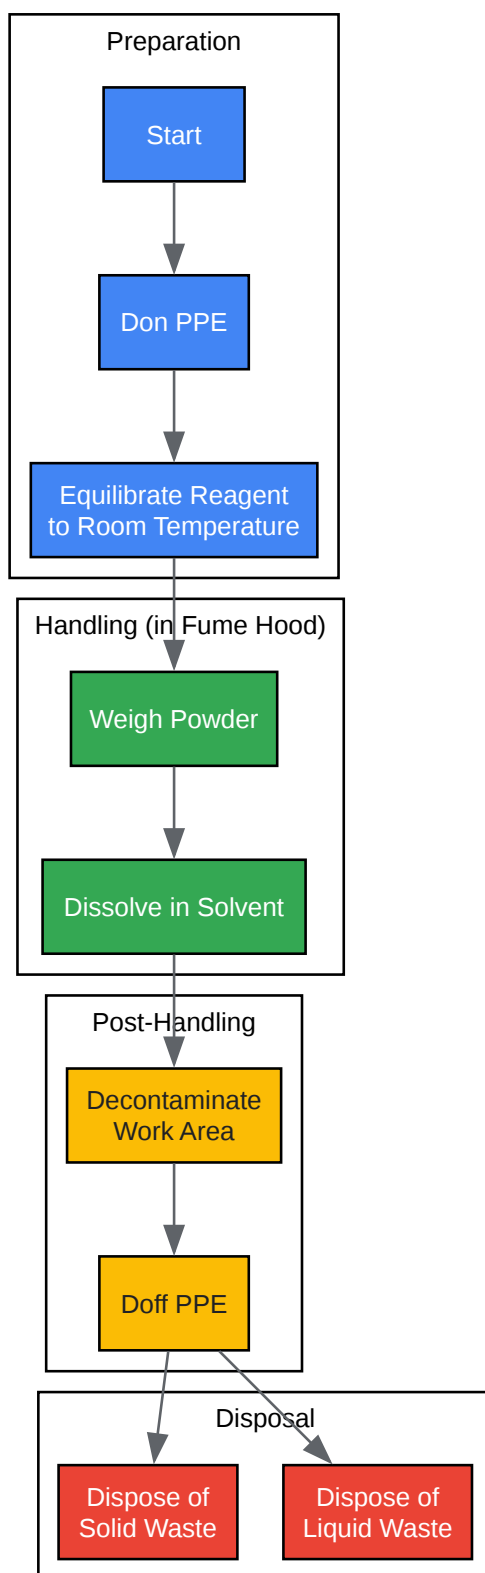 Preparation
Start
Don PPE
Equilibrate Reagent
to Room Temperature
Handling (in Fume Hood)
Weigh Powder
Dissolve in Solvent
Post-Handling
Decontaminate
Work Area
Doff PPE
Disposal
Dispose of
Solid Waste
Dispose of
Liquid Waste